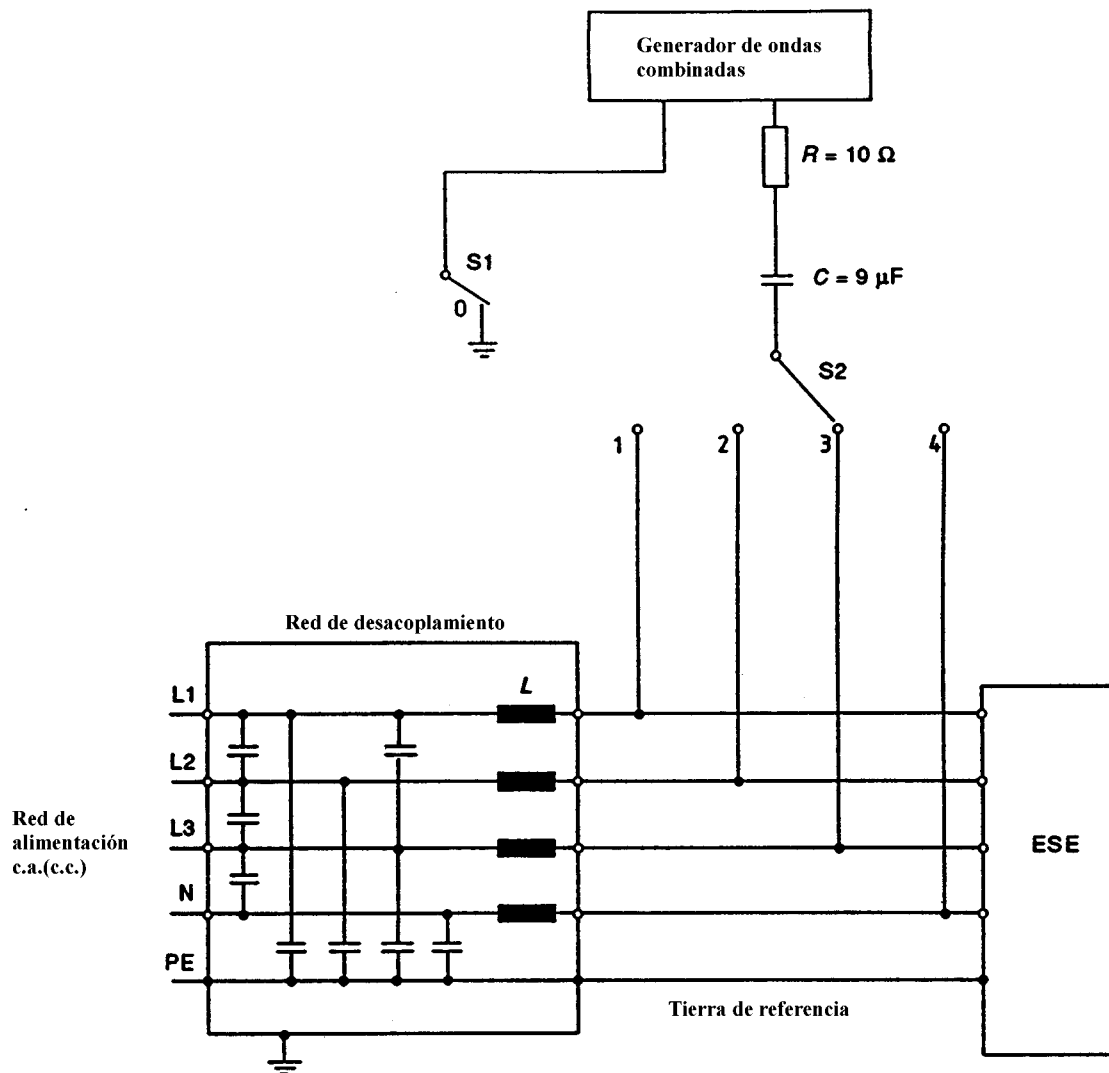 Generador de ondas
combinadas
R = 10 Ω
S1
0
C = 9 µF
S2
1
2
3
4
Red de desacoplamiento
L1
L
L2
Red de
alimentación
c.a.(c.c.)
L3
ESE
N
PE
Tierra de referencia